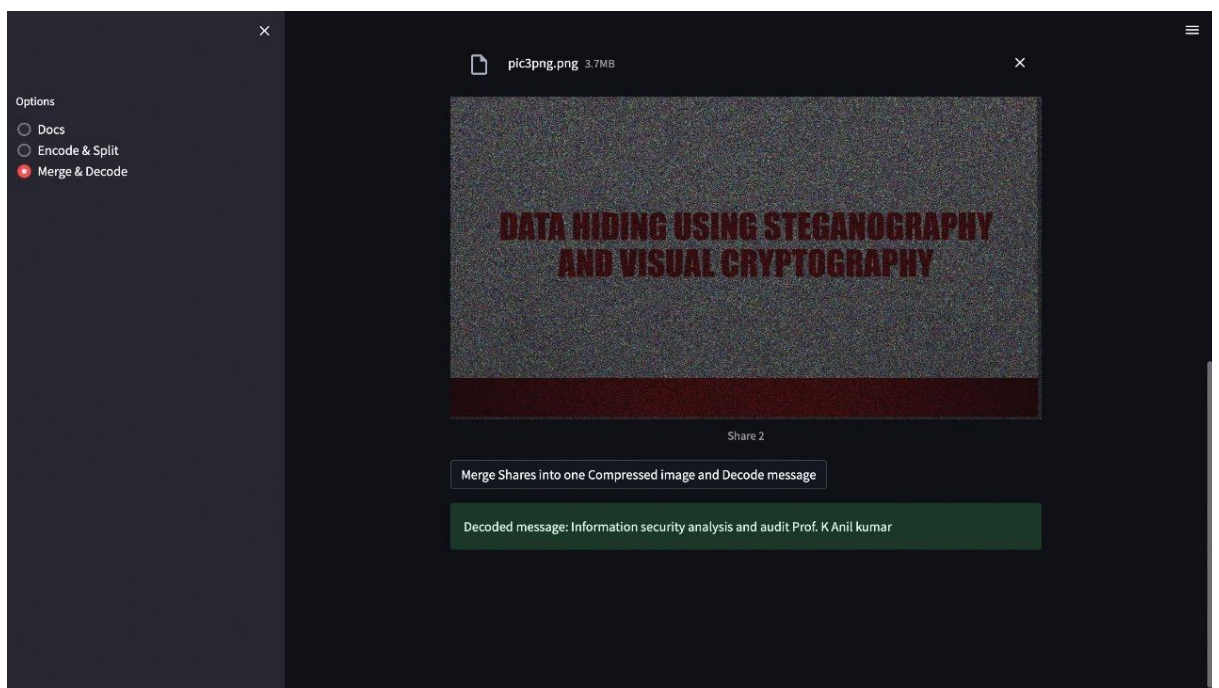 Options
Docs
Encode & Split
Merge & Decode
pic3png.png 3.7MB
DATA HIDING USING STEGANOGRAPHY
AND VISUAL CRYPTOGRAPHY
Share 2
Merge Shares into one Compressed image and Decode message
Decoded message: Information security analysis and audit Prof. K Anil kumar